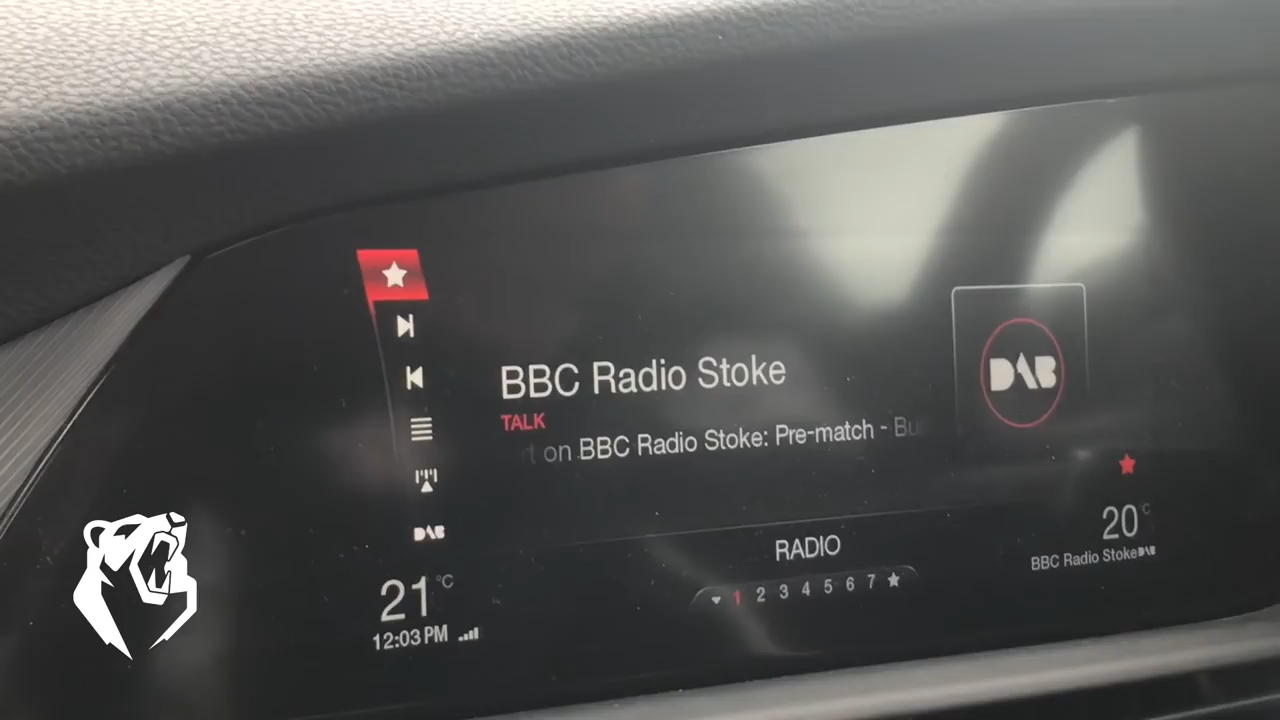 BBC Radio Stoke
TALK
t on BBC Radio Stoke: Pre-match - Bu
DAB
DAB
RADIO
1 2 3 4 5 6 7
21°C
12:03 PM
20°C
BBC Radio Stoke DAB